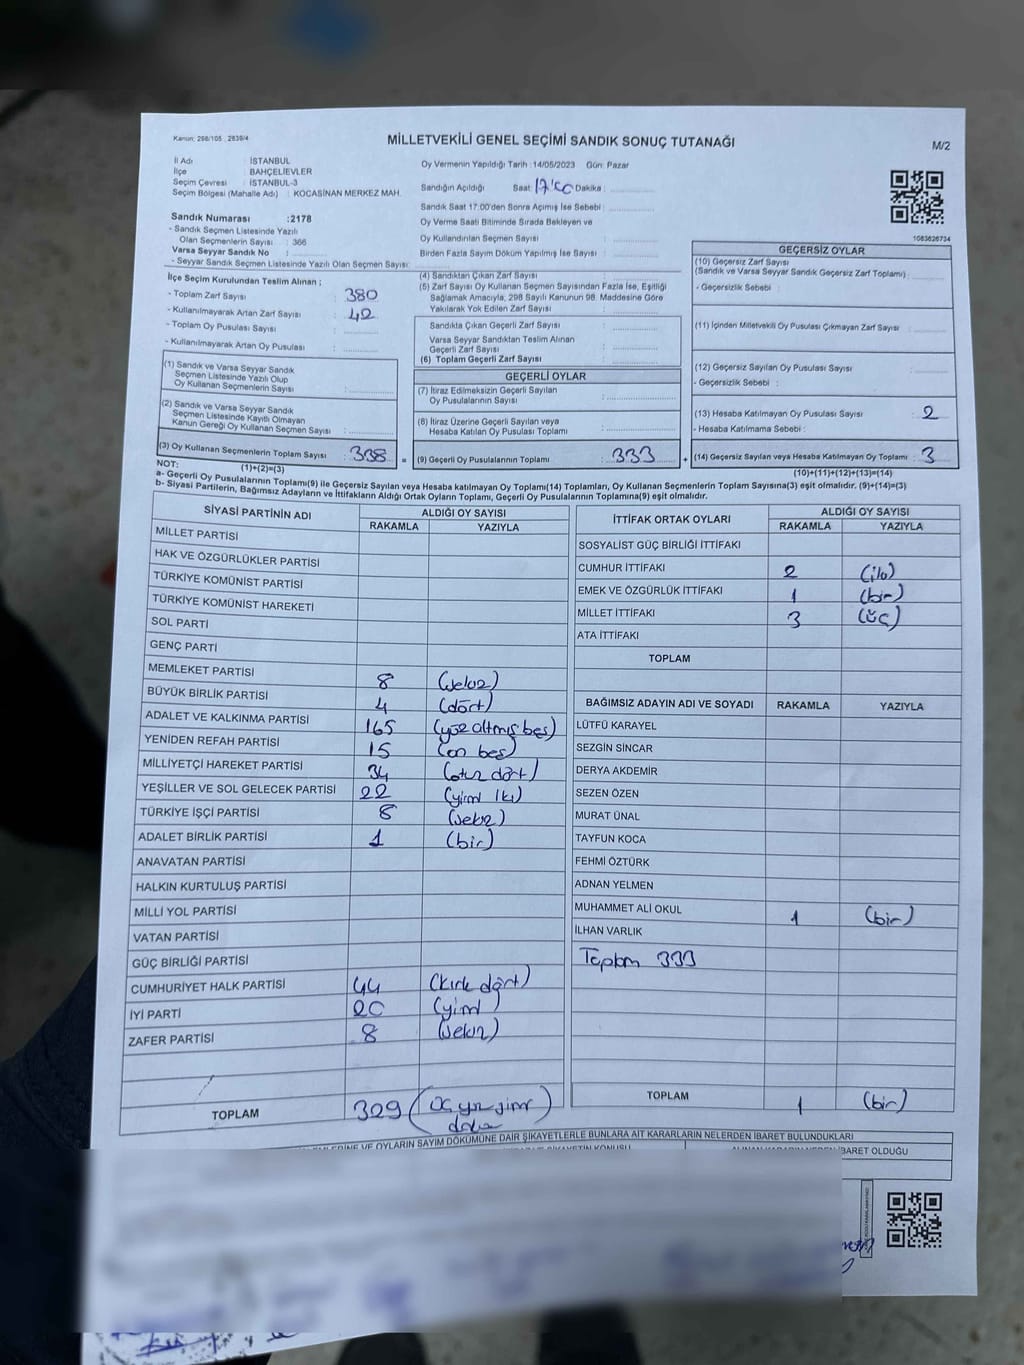 Kanun: 298/105 , 2839/4
MİLLETVEKİLİ GENEL SEÇİMİ SANDIK SONUÇ TUTANAĞI
M/2
İl Adı : İSTANBUL
İlçe : BAHÇELİEVLER
Seçim Çevresi : İSTANBUL-3
Seçim Bölgesi (Mahalle Adı) : KOCASİNAN MERKEZ MAH.
Sandık Numarası :2178
- Sandık Seçmen Listesinde Yazılı
Olan Seçmenlerin Sayısı : 366
Varsa Seyyar Sandık No :
- Seyyar Sandık Seçmen Listesinde Yazılı Olan Seçmen Sayısı:
Oy Vermenin Yapıldığı Tarih : 14/05/2023 Gün: Pazar
Sandığın Açıldığı Saat 17:00 Dakika :
Sandık Saat 17:00'den Sonra Açımış İse Sebebi :
Oy Verme Saati Bitiminde Sırada Bekleyen ve
Oy Kullandırılan Seçmen Sayısı :
Birden Fazla Sayım Döküm Yapılmış İse Sayısı :
1083626734
İlçe Seçim Kurulundan Teslim Alınan ;
- Toplam Zarf Sayısı : 380
- Kullanılmayarak Artan Zarf Sayısı : 42
- Toplam Oy Pusulası Sayısı :
- Kullanılmayarak Artan Oy Pusulası :
(4) Sandıktan Çıkan Zarf Sayısı :
(5) Zarf Sayısı Oy Kullanan Seçmen Sayısından Fazla İse, Eşitliği
Sağlamak Amacıyla, 298 Sayılı Kanunun 98. Maddesine Göre
Yakılarak Yok Edilen Zarf Sayısı :
Sandıkta Çıkan Geçerli Zarf Sayısı :
Varsa Seyyar Sandıktan Teslim Alınan
Geçerli Zarf Sayısı :
(6) Toplam Geçerli Zarf Sayısı :
GEÇERSİZ OYLAR
(10) Geçersiz Zarf Sayısı
(Sandık ve Varsa Seyyar Sandık Geçersiz Zarf Toplamı) :
- Geçersizlik Sebebi :
(11) İçinden Milletvekili Oy Pusulası Çıkmayan Zarf Sayısı :
(12) Geçersiz Sayılan Oy Pusulası Sayısı :
- Geçersizlik Sebebi :
(13) Hesaba Katılmayan Oy Pusulası Sayısı : 2
- Hesaba Katılmama Sebebi :
(14) Geçersiz Sayılan veya Hesaba Katılmayan Oy Toplamı : 3
(10)+(11)+(12)+(13)=(14)
(1) Sandık ve Varsa Seyyar Sandık
Seçmen Listesinde Yazılı Olup
Oy Kullanan Seçmenlerin Sayısı :
(2) Sandık ve Varsa Seyyar Sandık
Seçmen Listesinde Kayıtlı Olmayan
Kanun Gereği Oy Kullanan Seçmen Sayısı :
(3) Oy Kullanan Seçmenlerin Toplam Sayısı : 338 =
(1)+(2)=(3)
GEÇERLİ OYLAR
(7) İtiraz Edilmeksizin Geçerli Sayılan
Oy Pusulalarının Sayısı :
(8) İtiraz Üzerine Geçerli Sayılan veya
Hesaba Katılan Oy Pusulası Toplamı :
(9) Geçerli Oy Pusulalarının Toplamı : 333 +
NOT:
a- Geçerli Oy Pusulalarının Toplamı(9) ile Geçersiz Sayılan veya Hesaba katılmayan Oy Toplamı(14) Toplamları, Oy Kullanan Seçmenlerin Toplam Sayısına(3) eşit olmalıdır. (9)+(14)=(3)
b- Siyasi Partilerin, Bağımsız Adayların ve İttifakların Aldığı Ortak Oyların Toplamı, Geçerli Oy Pusulalarının Toplamına(9) eşit olmalıdır.
SİYASİ PARTİNİN ADI ALDIĞI OY SAYISI
RAKAMLA YAZIYLA
MİLLET PARTİSİ
HAK VE ÖZGÜRLÜKLER PARTİSİ
TÜRKİYE KOMÜNİST PARTİSİ
TÜRKİYE KOMÜNİST HAREKETİ
SOL PARTİ
GENÇ PARTİ
MEMLEKET PARTİSİ 8 (sekiz)
BÜYÜK BİRLİK PARTİSİ 4 (dört)
ADALET VE KALKINMA PARTİSİ 165 (yüz altmış beş)
YENİDEN REFAH PARTİSİ 15 (on beş)
MİLLİYETÇİ HAREKET PARTİSİ 34 (otuz dört)
YEŞİLLER VE SOL GELECEK PARTİSİ 22 (yirmi iki)
TÜRKİYE İŞÇİ PARTİSİ 8 (sekiz)
ADALET BİRLİK PARTİSİ 1 (bir)
ANAVATAN PARTİSİ
HALKIN KURTULUŞ PARTİSİ
MİLLİ YOL PARTİSİ
VATAN PARTİSİ
GÜÇ BİRLİĞİ PARTİSİ
CUMHURİYET HALK PARTİSİ 44 (kırk dört)
İYİ PARTİ 20 (yirmi)
ZAFER PARTİSİ 8 (sekiz)
TOPLAM 329 (üç yüz yirmi
dokuz)
İTTİFAK ORTAK OYLARI ALDIĞI OY SAYISI
RAKAMLA YAZIYLA
SOSYALİST GÜÇ BİRLİĞİ İTTİFAKI
CUMHUR İTTİFAKI 2 (iki)
EMEK VE ÖZGÜRLÜK İTTİFAKI 1 (bir)
MİLLET İTTİFAKI 3 (üç)
ATA İTTİFAKI
TOPLAM
BAĞIMSIZ ADAYIN ADI VE SOYADI RAKAMLA YAZIYLA
LÜTFÜ KARAYEL
SEZGİN SİNCAR
DERYA AKDEMİR
SEZEN ÖZEN
MURAT ÜNAL
TAYFUN KOCA
FEHMİ ÖZTÜRK
ADNAN YELMEN
MUHAMMET ALİ OKUL 1 (bir)
İLHAN VARLIK
Toplam 333
TOPLAM 1 (bir)
VE OYLARIN SAYIM DÖKÜMÜNE DAİR ŞİKAYETLERLE BUNLARA AİT KARARLARIN NELERDEN İBARET BULUNDUKLARI
İBARET OLDUĞU